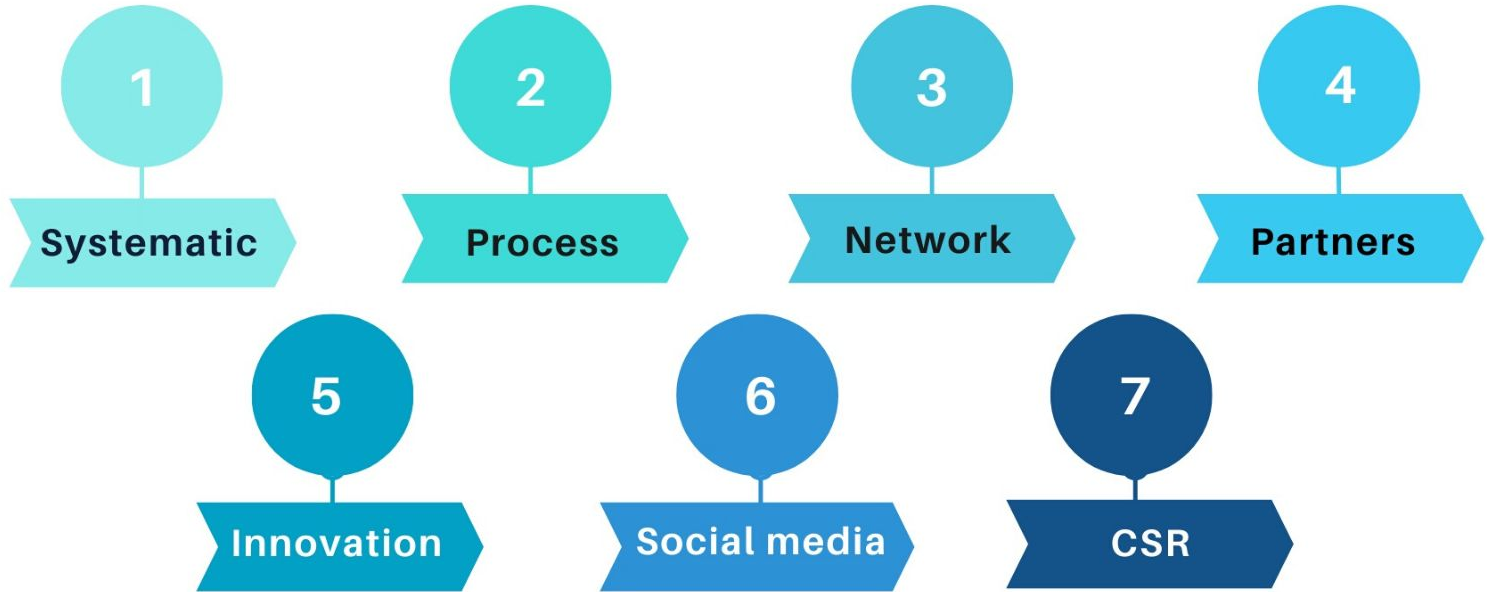 1
2
3
4
Systematic
Process
Network
Partners
5
6
7
Innovation
Social media
CSR